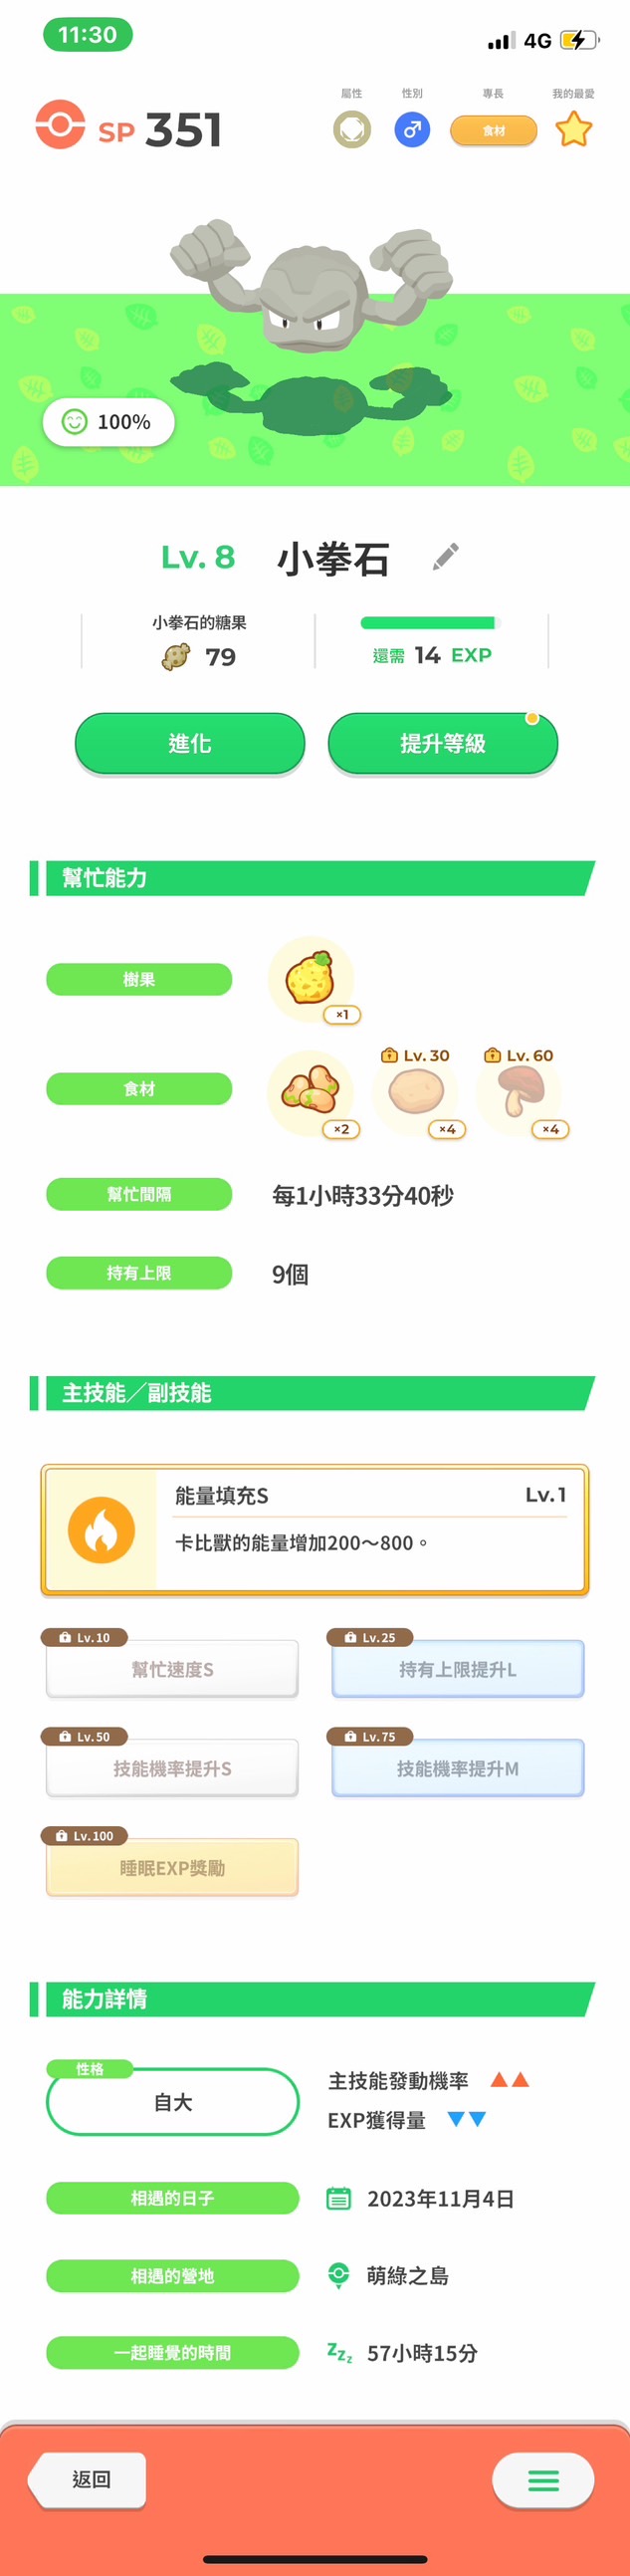 11:30
4G
屬性
性別
專長
我的最愛
SP 351
食材
100%
Lv. 8 小拳石
小拳石的糖果
79
還需 14 EXP
進化
提升等級
幫忙能力
樹果
×1
食材
×2
Lv.30
×4
Lv.60
×4
幫忙間隔
每1小時33分40秒
持有上限
9個
主技能／副技能
能量填充S
Lv.1
卡比獸的能量增加200～800。
Lv.10
幫忙速度S
Lv.25
持有上限提升L
Lv.50
技能機率提升S
Lv.75
技能機率提升M
Lv.100
睡眠EXP獎勵
能力詳情
性格
自大
主技能發動機率 ▲▲
EXP獲得量 ▼▼
相遇的日子
2023年11月4日
相遇的營地
萌綠之島
一起睡覺的時間
zzz 57小時15分
返回